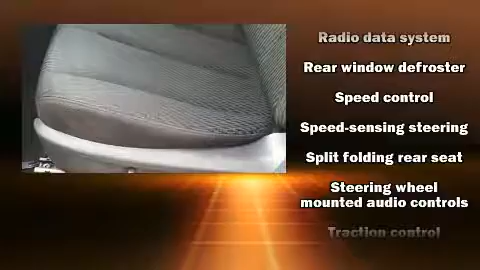 Radio data system
Rear window defroster
Speed control
Speed-sensing steering
Split folding rear seat
Steering wheel
mounted audio controls
Traction control